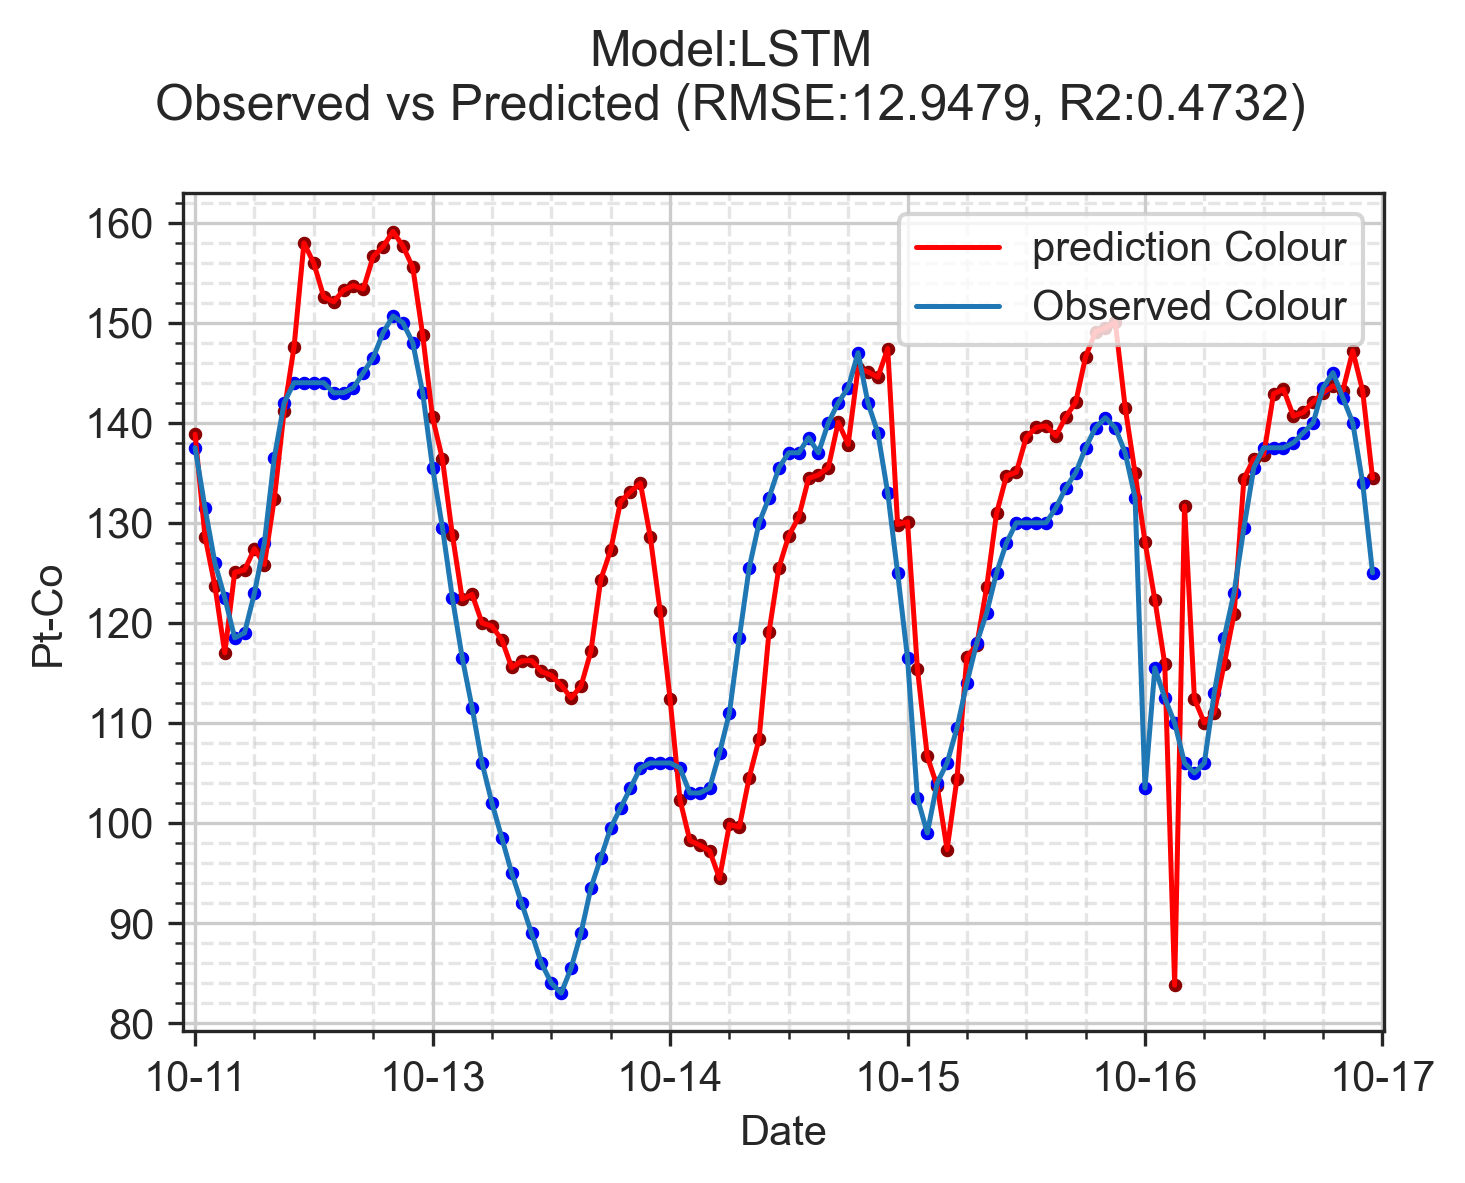 Model:LSTM
Observed vs Predicted (RMSE:12.9479, R2:0.4732)
160
150
140
130
120
110
100
90
80
Pt-Co
prediction Colour
Observed Colour
10-11
10-13
10-14
10-15
10-16
10-17
Date